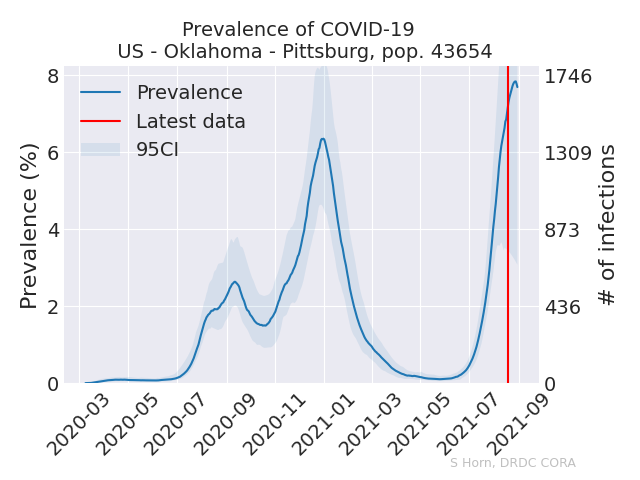 Prevalence of COVID-19
US - Oklahoma - Pittsburg, pop. 43654
Prevalence
Latest data
95CI
Prevalence (%)
8
6
4
2
0
1746
1309
873
436
0
# of infections
2020-03
2020-05
2020-07
2020-09
2020-11
2021-01
2021-03
2021-05
2021-07
2021-09
S Horn, DRDC CORA